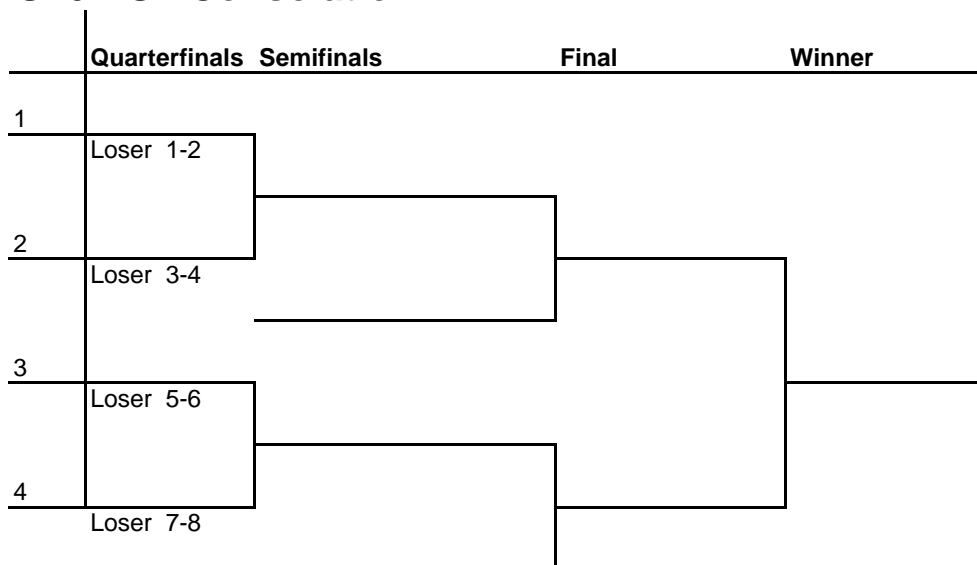 Quarterfinals Semifinals Final Winner
1
Loser 1-2
2
Loser 3-4
3
Loser 5-6
4
Loser 7-8